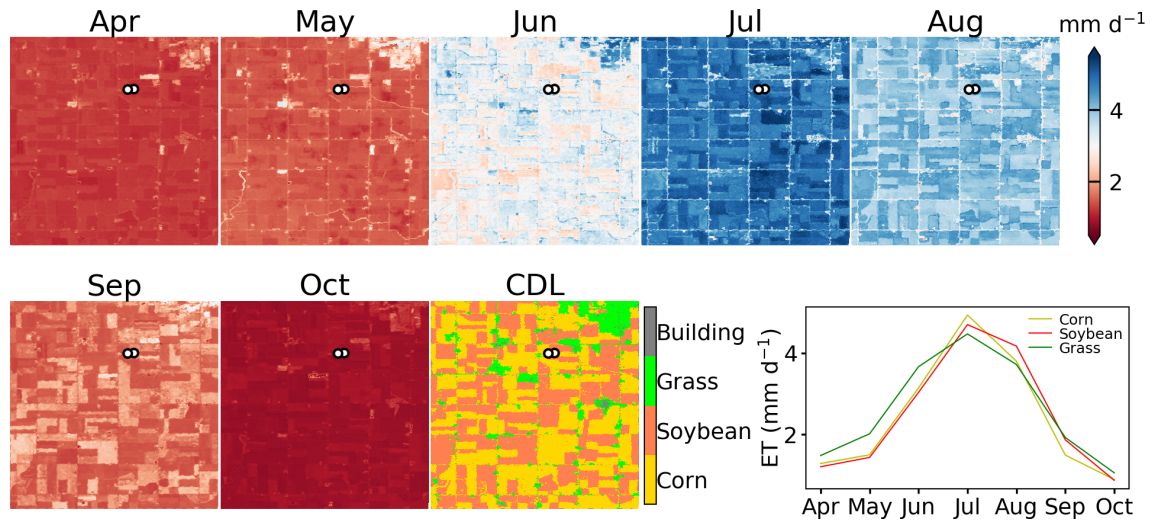 Apr May Jun Jul Aug mm d⁻¹
4
2
Sep Oct CDL
Building
Grass
Soybean
Corn
ET (mm d⁻¹)
4
2
Corn
Soybean
Grass
Apr May Jun Jul Aug Sep Oct